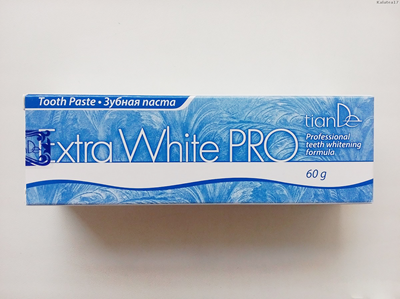 Tooth Paste • Зубная паста
Extra White PRO
tianDe
Professional
teeth whitening
formula
60 g